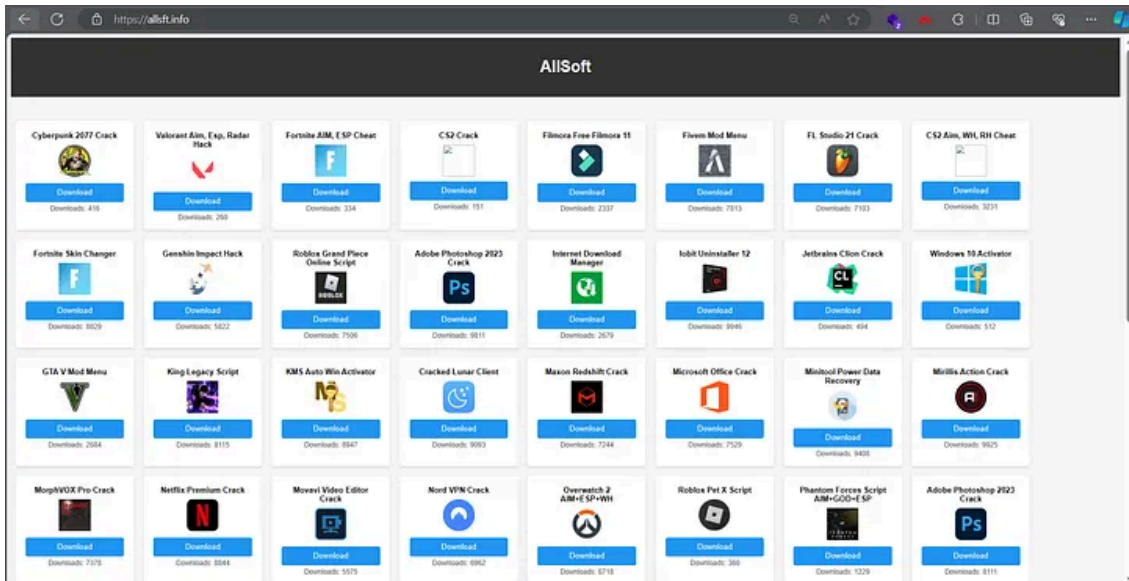 https://allsft.info
AllSoft
Cyberpunk 2077 Crack
Download
Downloads: 416
Valorant Aim, Esp, Radar
Hack
Download
Downloads: 260
Fortnite AIM, ESP Cheat
Download
Downloads: 334
CS2 Crack
Download
Downloads: 151
Filmora Free Filmora 11
Download
Downloads: 2337
Fivem Mod Menu
Download
Downloads: 7813
FL Studio 21 Crack
Download
Downloads: 7103
CS2 Aim, WH, RH Cheat
Download
Downloads: 3231
Fortnite Skin Changer
Download
Downloads: 8029
Genshin Impact Hack
Download
Downloads: 5822
Roblox Grand Piece
Online Script
ROBLOX
Download
Downloads: 7506
Adobe Photoshop 2023
Crack
Ps
Download
Downloads: 9811
Internet Download
Manager
Download
Downloads: 2679
Iobit Uninstaller 12
Download
Downloads: 9946
Jetbrains Clion Crack
CL
Download
Downloads: 494
Windows 10 Activator
Download
Downloads: 512
GTA V Mod Menu
Download
Downloads: 2684
King Legacy Script
Download
Downloads: 8115
KMS Auto Win Activator
Download
Downloads: 8947
Cracked Lunar Client
Download
Downloads: 9093
Maxon Redshift Crack
Download
Downloads: 7244
Microsoft Office Crack
Download
Downloads: 7529
Minitool Power Data
Recovery
Download
Downloads: 9408
Mirillis Action Crack
Download
Downloads: 9925
MorphVOX Pro Crack
Download
Downloads: 7378
Netflix Premium Crack
N
Download
Downloads: 8844
Movavi Video Editor
Crack
Download
Downloads: 5575
Nord VPN Crack
Download
Downloads: 6962
Overwatch 2
AIM+ESP+WH
Download
Downloads: 6718
Roblox Pet X Script
Download
Downloads: 360
Phantom Forces Script
AIM+GOD+ESP
Download
Downloads: 1229
Adobe Photoshop 2023
Crack
Ps
Download
Downloads: 8111